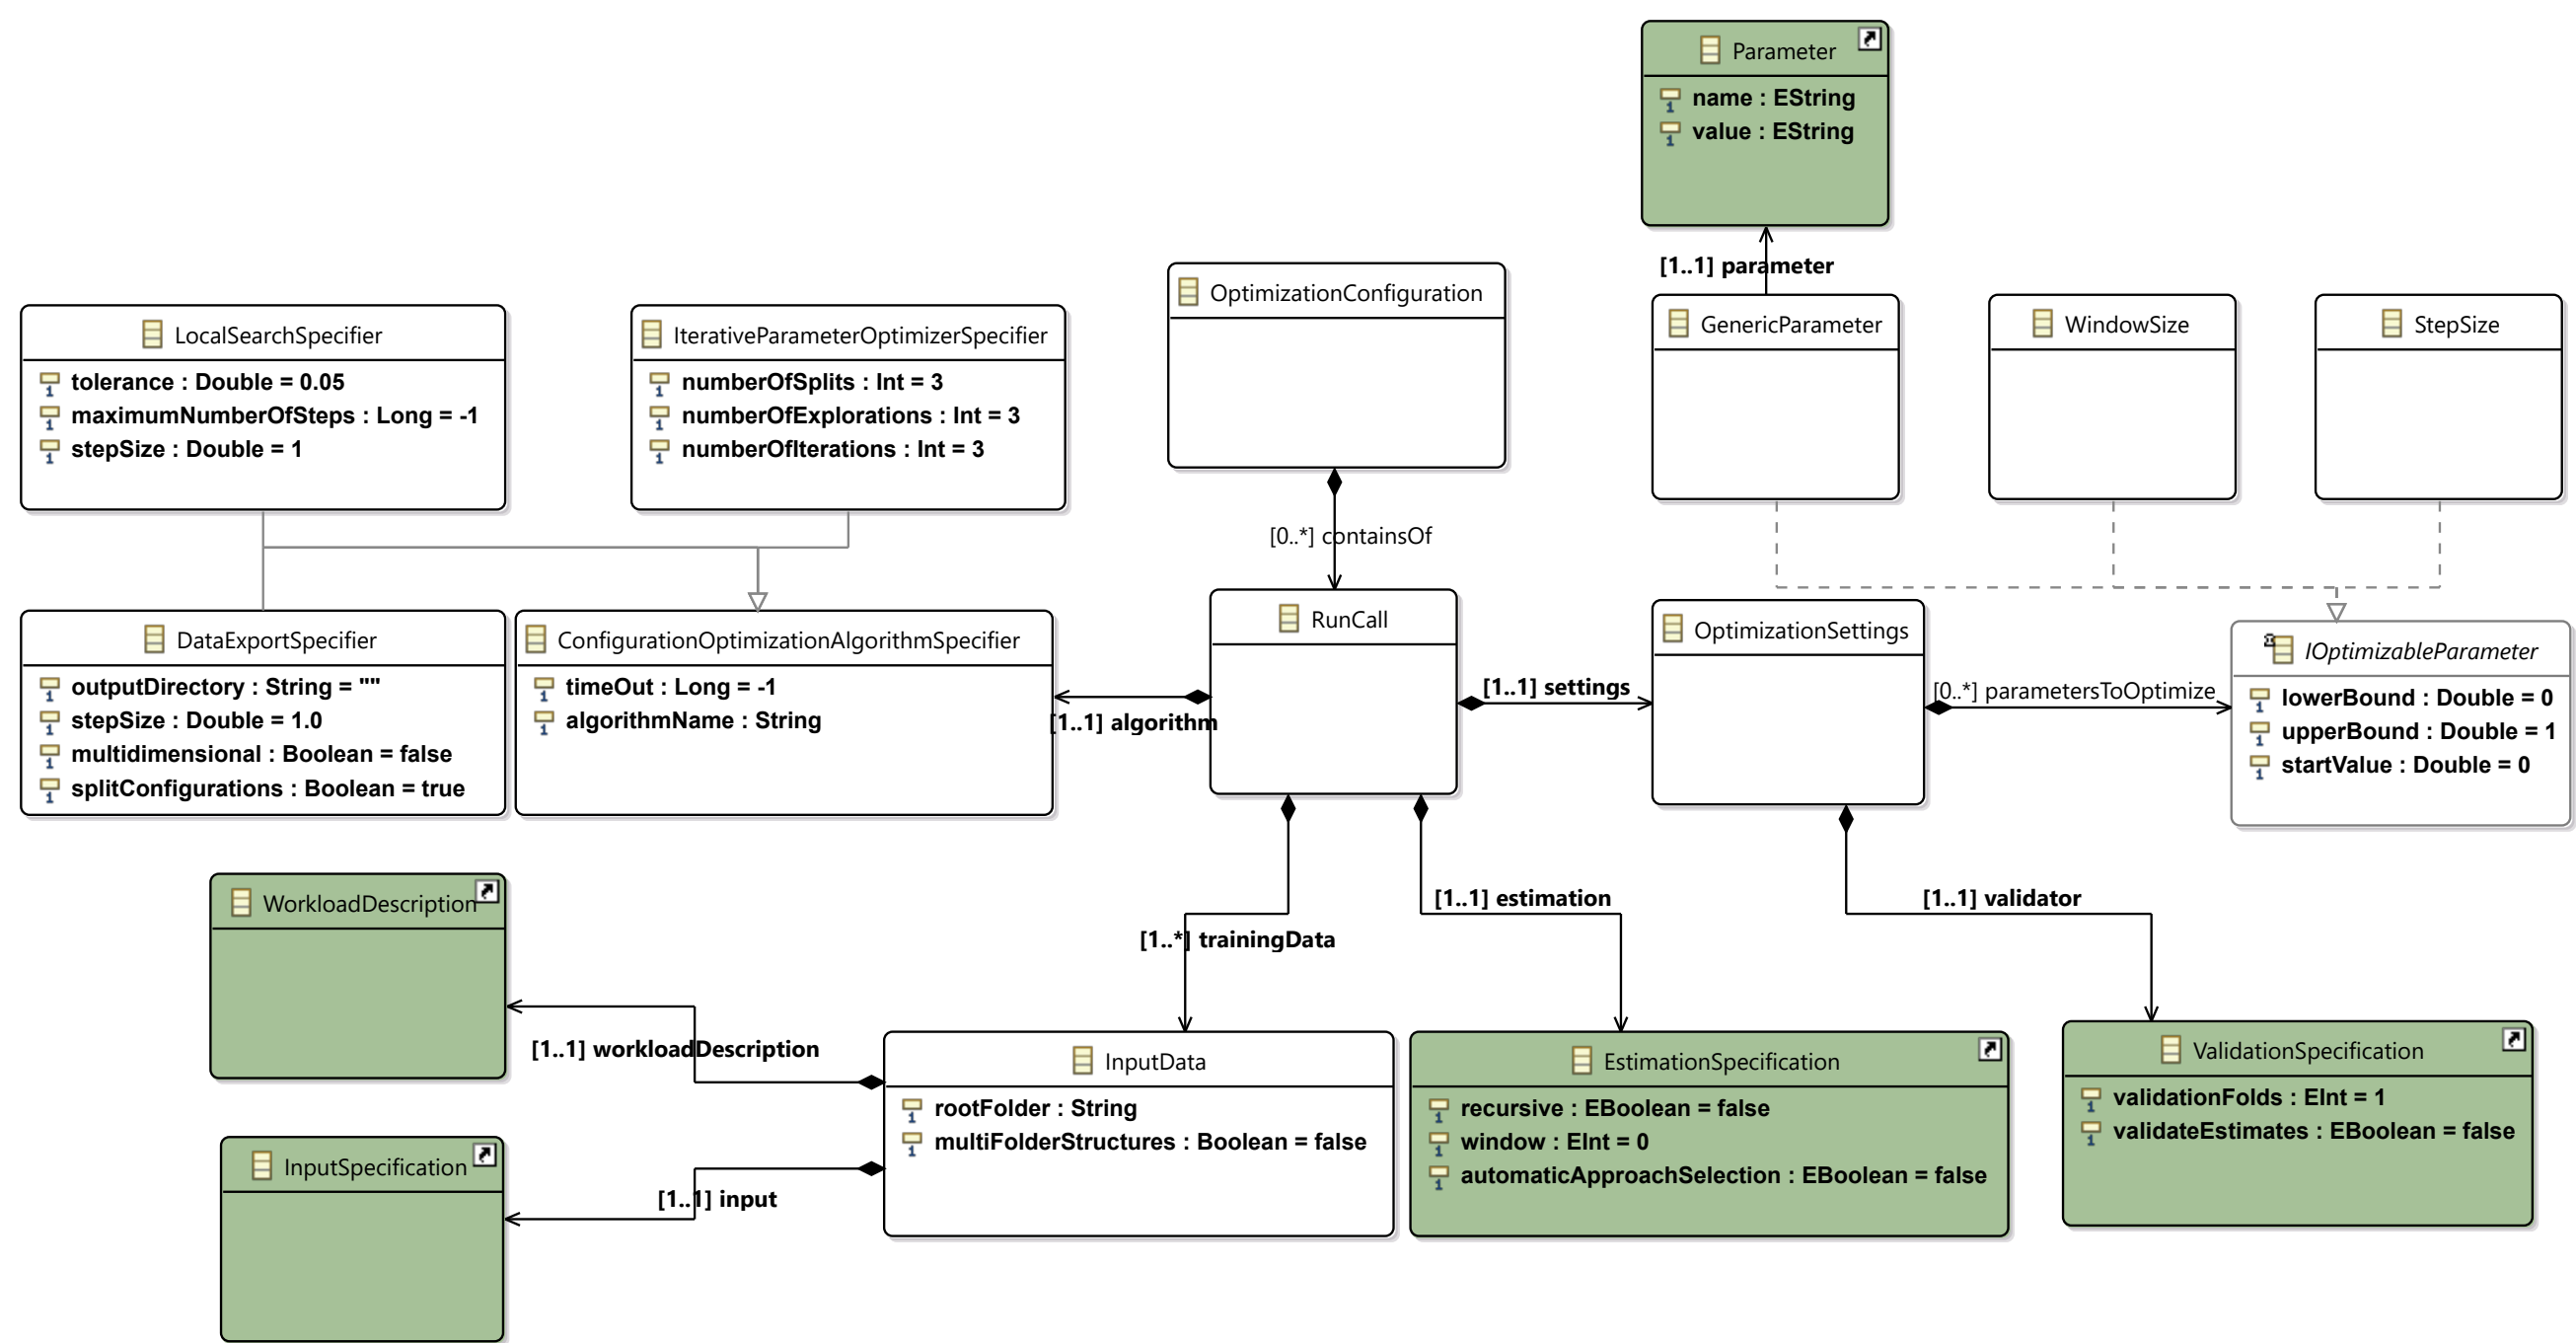 Parameter
name : EString
value : EString
[1..1] parameter
OptimizationConfiguration
GenericParameter
WindowSize
StepSize
LocalSearchSpecifier
tolerance : Double = 0.05
maximumNumberOfSteps : Long = -1
stepSize : Double = 1
IterativeParameterOptimizerSpecifier
numberOfSplits : Int = 3
numberOfExplorations : Int = 3
numberOfIterations : Int = 3
[0..*] containsOf
DataExportSpecifier
outputDirectory : String = ""
stepSize : Double = 1.0
multidimensional : Boolean = false
splitConfigurations : Boolean = true
ConfigurationOptimizationAlgorithmSpecifier
timeOut : Long = -1
algorithmName : String
[1..1] algorithm
RunCall
[1..1] settings
OptimizationSettings
[0..*] parametersToOptimize
IOptimizableParameter
lowerBound : Double = 0
upperBound : Double = 1
startValue : Double = 0
WorkloadDescription
[1..*] trainingData
[1..1] estimation
[1..1] validator
[1..1] workloadDescription
InputSpecification
[1..1] input
InputData
rootFolder : String
multiFolderStructures : Boolean = false
EstimationSpecification
recursive : EBoolean = false
window : EInt = 0
automaticApproachSelection : EBoolean = false
ValidationSpecification
validationFolds : EInt = 1
validateEstimates : EBoolean = false